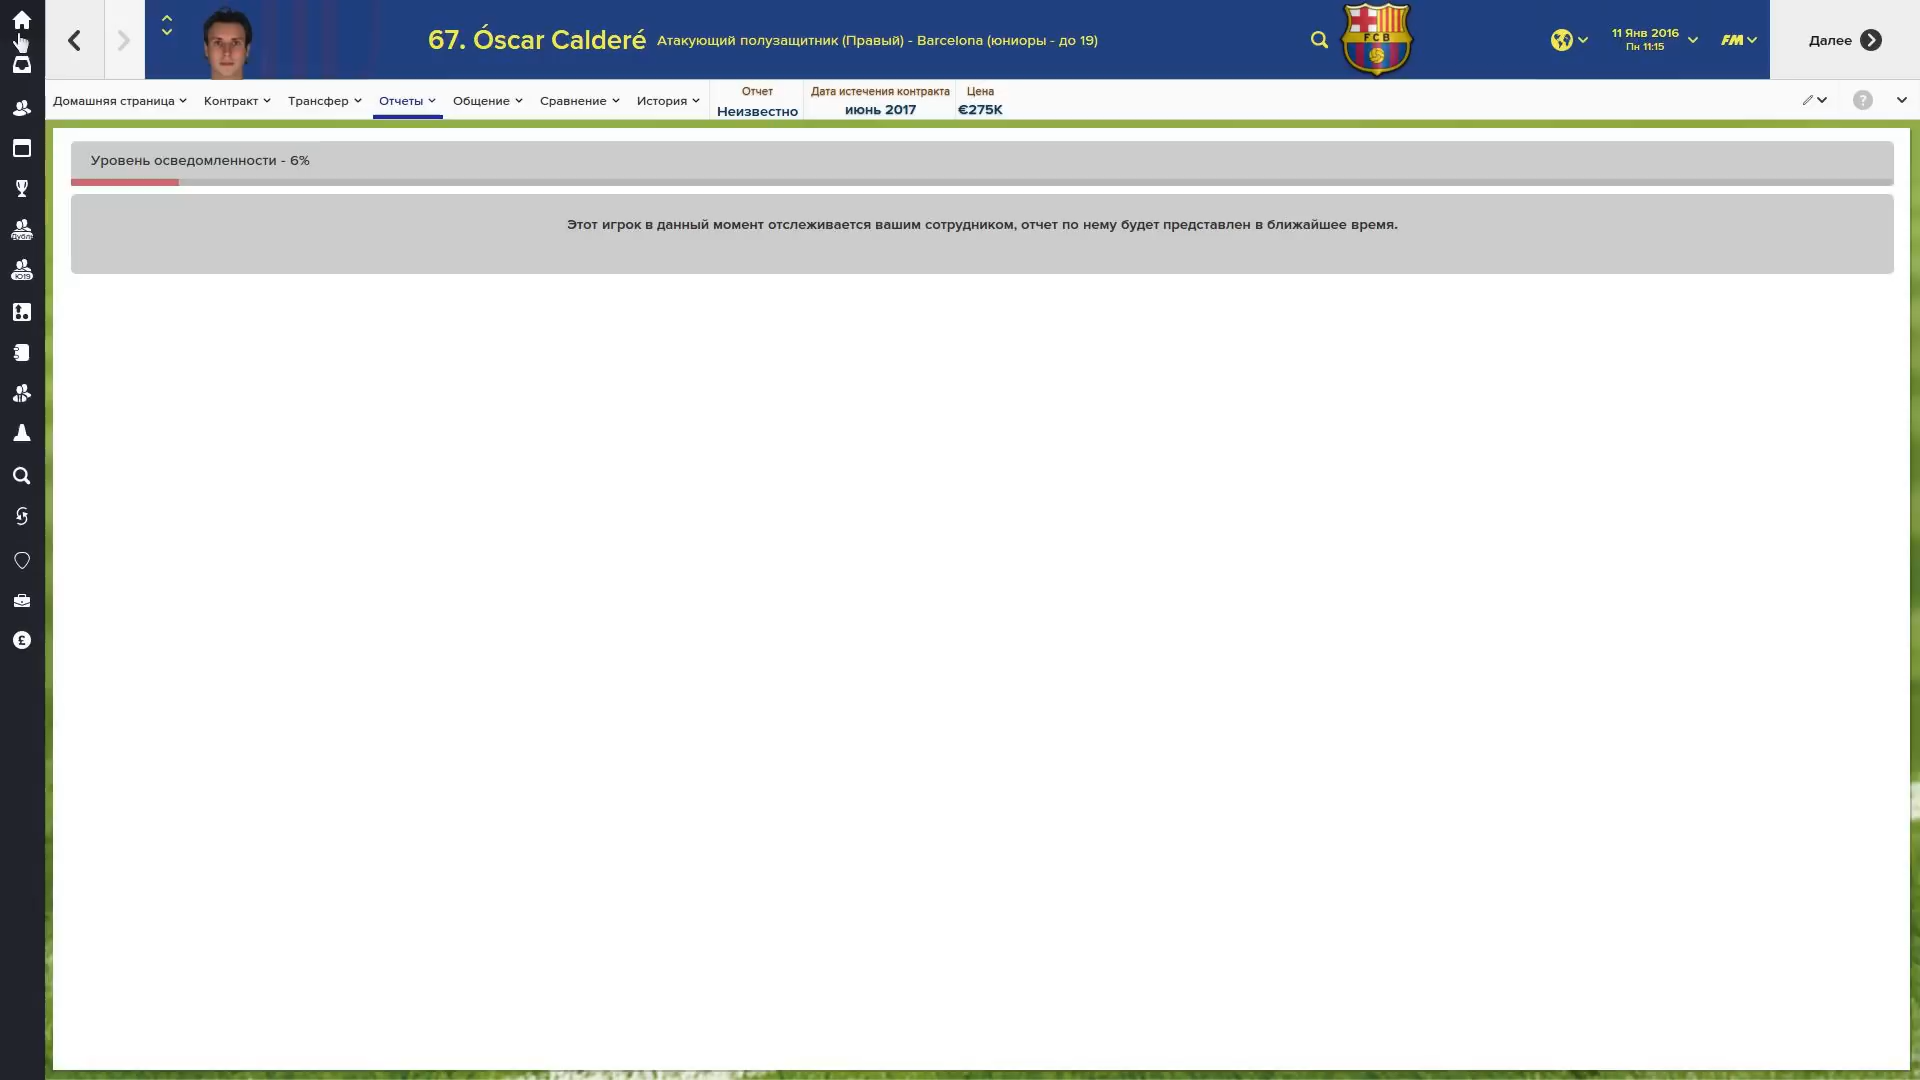 67. Óscar Calderé Атакующий полузащитник (Правый) - Barcelona (юниоры - до 19)
FCB
11 Янв 2016
Пн 11:15
FM
Далее
Домашняя страница Контракт Трансфер Отчеты Общение Сравнение История
Отчет
Неизвестно
Дата истечения контракта
июнь 2017
Цена
€275K
?
Уровень осведомленности - 6%
Этот игрок в данный момент отслеживается вашим сотрудником, отчет по нему будет представлен в ближайшее время.
Ю19
£